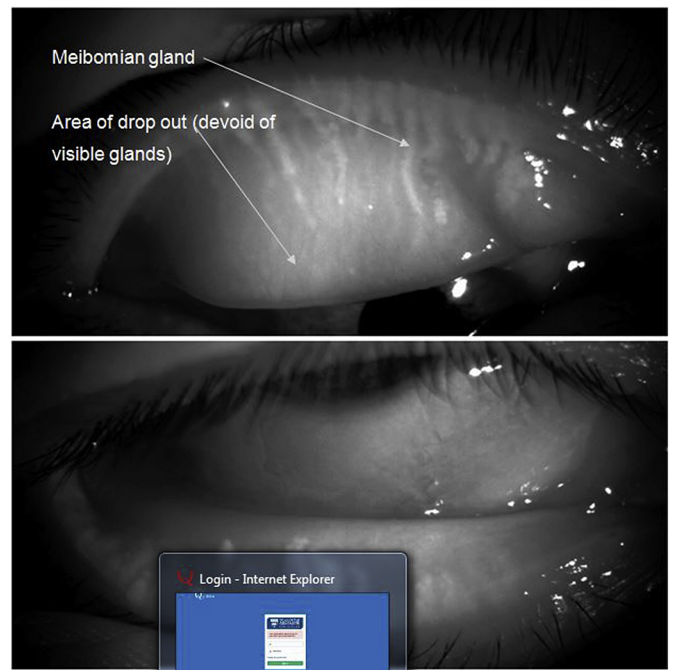 Meibomian gland
Area of drop out (devoid of
visible glands)
Login - Internet Explorer